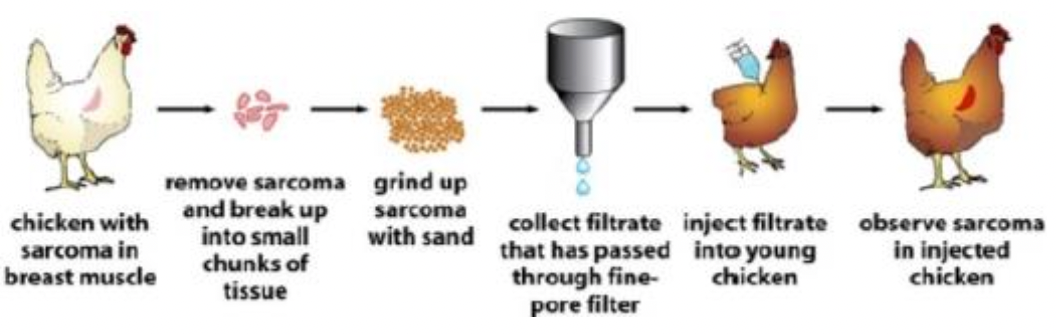 chicken with
sarcoma in
breast muscle
remove sarcoma
and break up
into small
chunks of
tissue
grind up
sarcoma
with sand
collect filtrate
that has passed
through fine-
pore filter
inject filtrate
into young
chicken
observe sarcoma
in injected
chicken